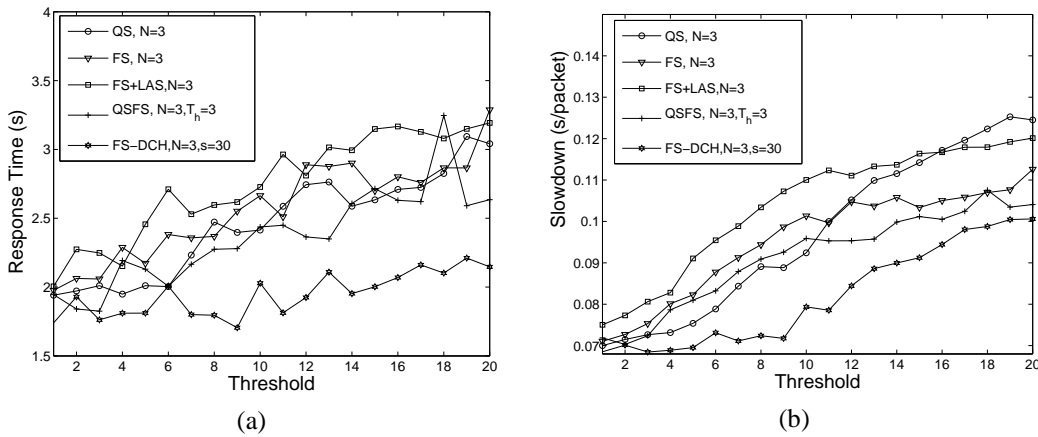 4
3.5
3
2.5
2
1.5
Response Time (s)
QS, N=3
FS, N=3
FS+LAS,N=3
QSFS, N=3,T_h=3
FS−DCH,N=3,s=30
2 4 6 8 10 12 14 16 18 20
Threshold
(a)
0.14
0.13
0.12
0.11
0.1
0.09
0.08
0.07
Slowdown (s/packet)
QS, N=3
FS, N=3
FS+LAS,N=3
QSFS, N=3,T_h=3
FS−DCH,N=3,s=30
2 4 6 8 10 12 14 16 18 20
Threshold
(b)